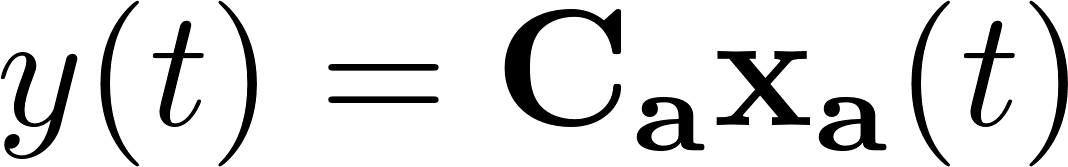 y(t) = Cₐxₐ(t)